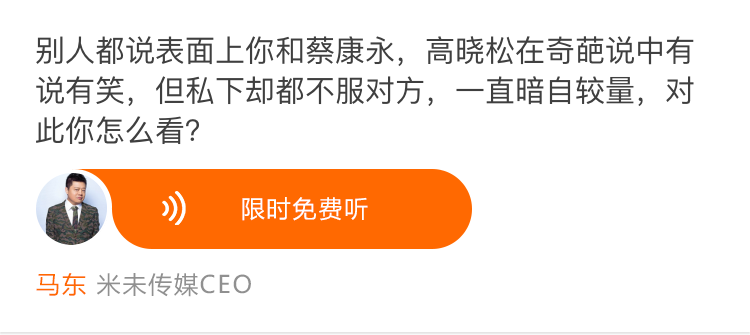 别人都说表面上你和蔡康永，高晓松在奇葩说中有
说有笑，但私下却都不服对方，一直暗自较量，对
此你怎么看？
限时免费听
马东 米未传媒CEO